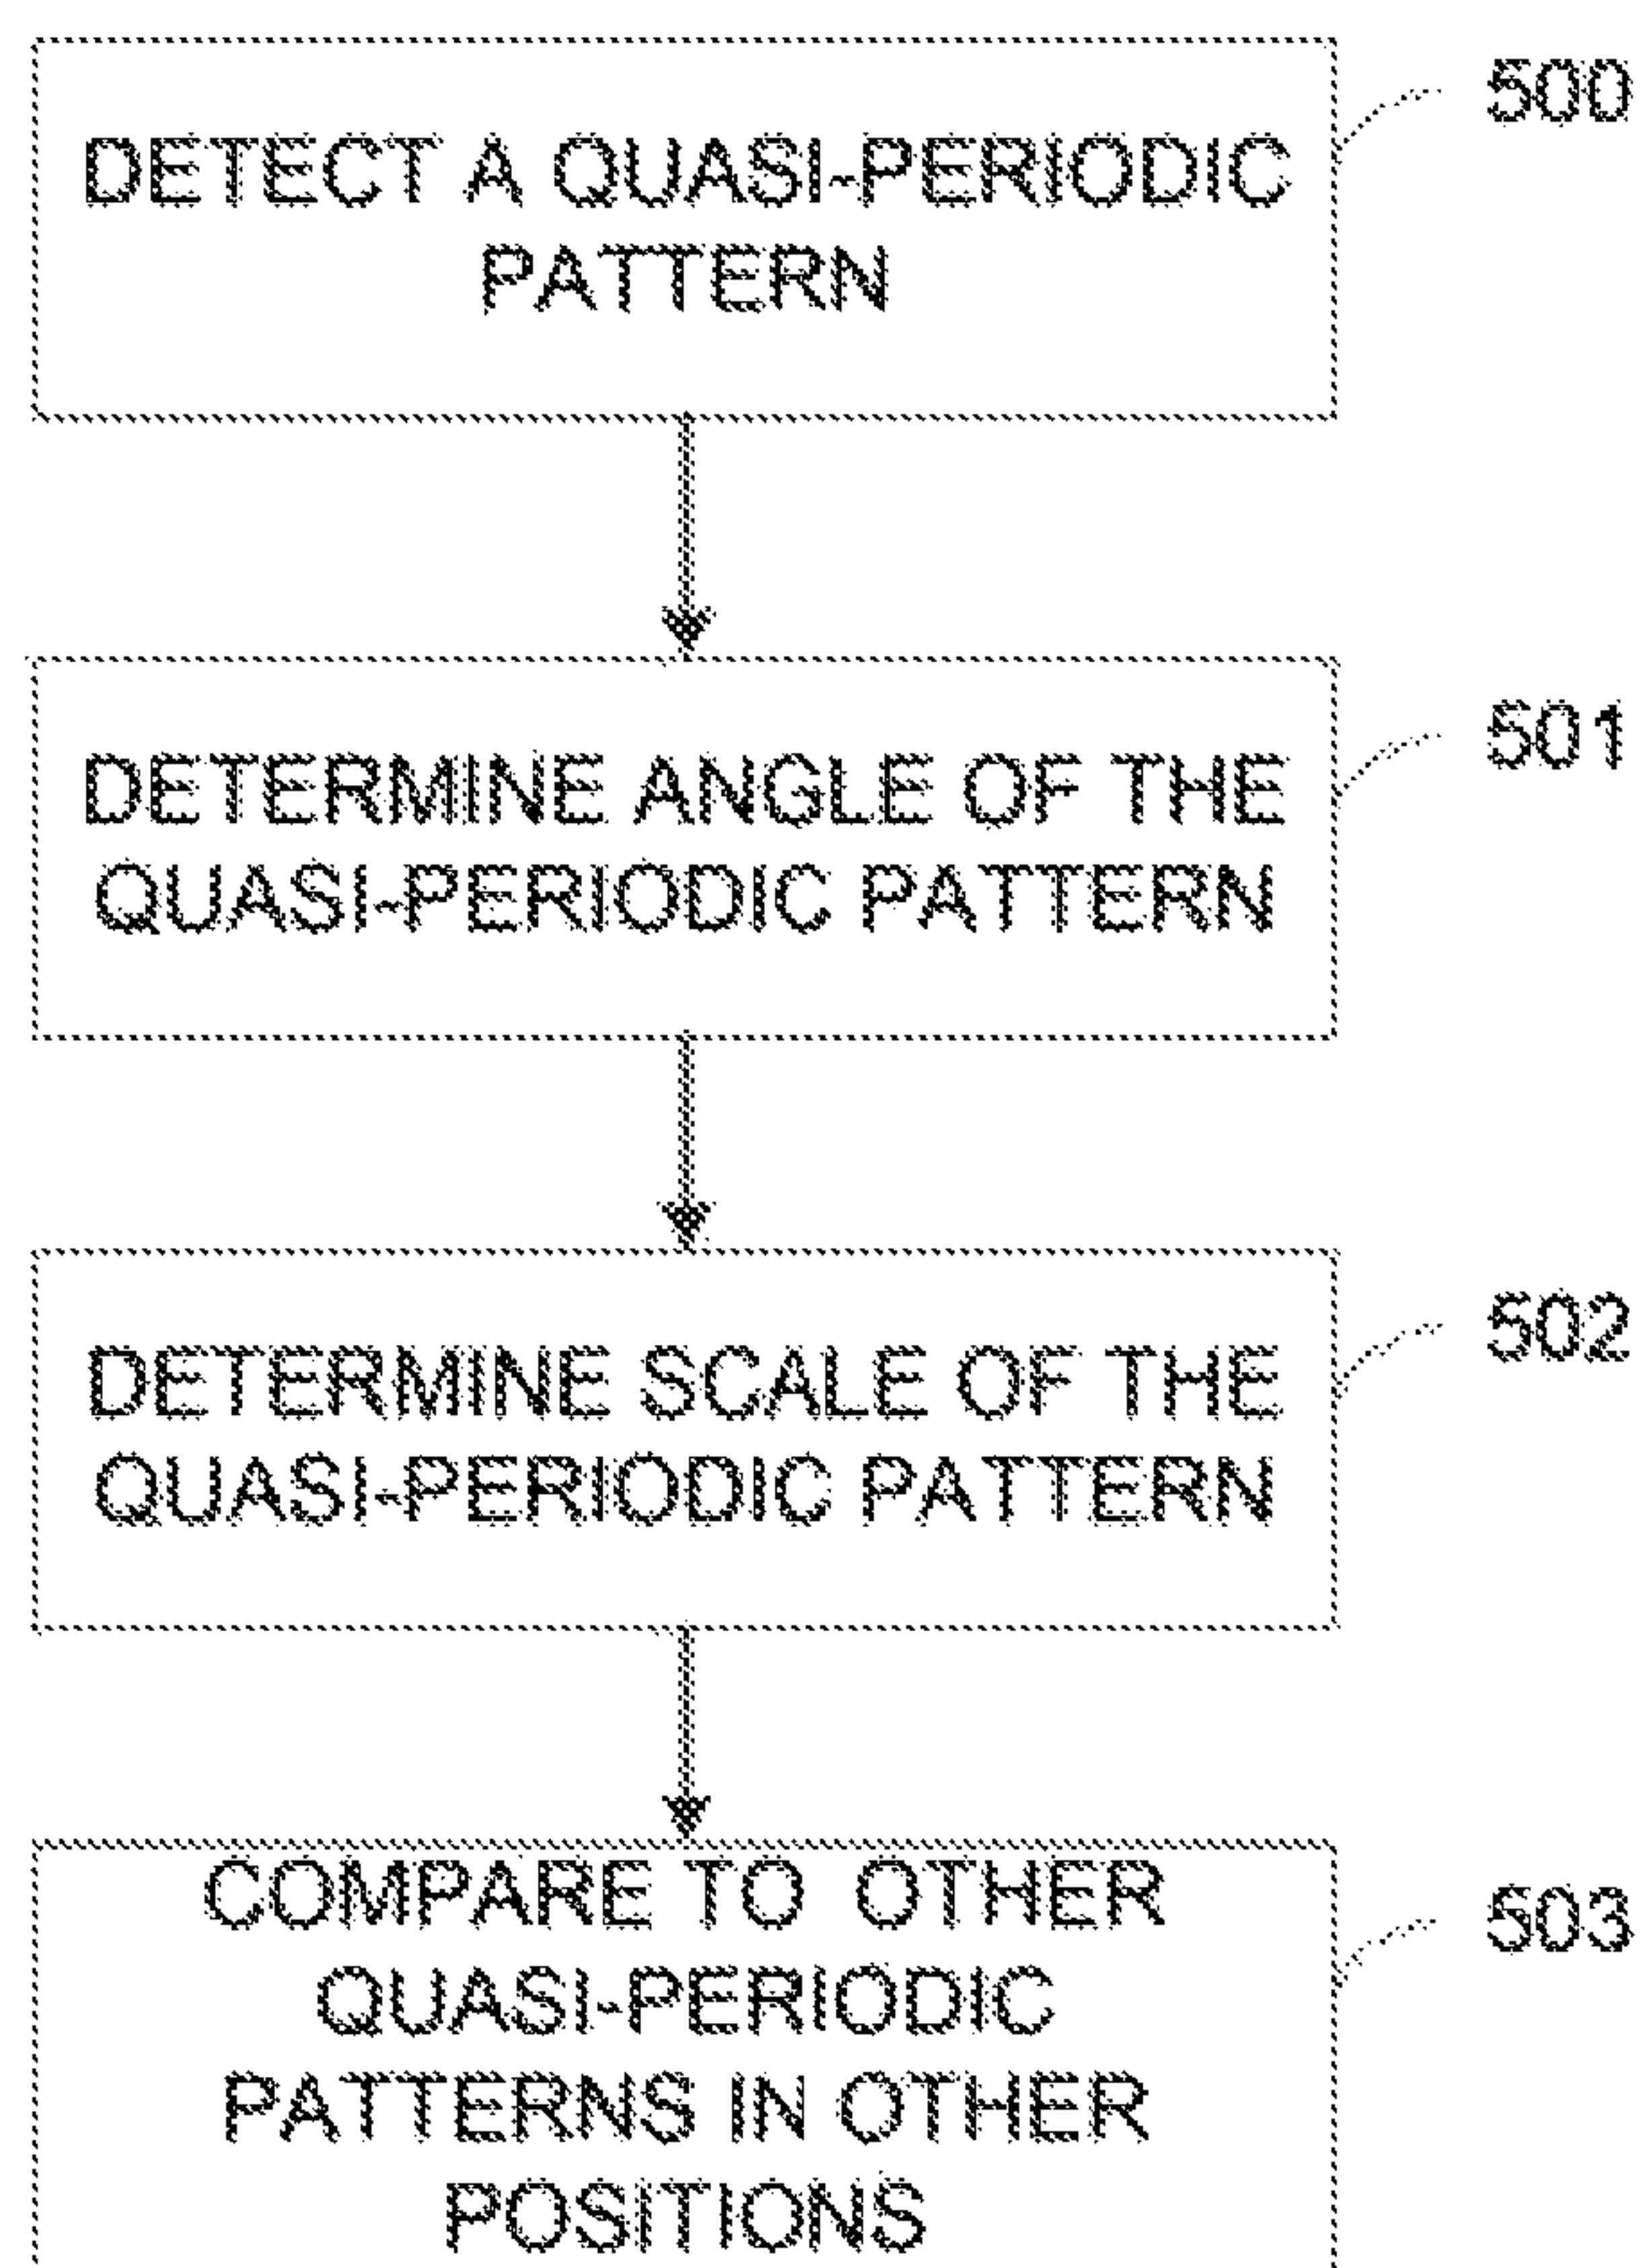 DETECT A QUASI-PERIODIC
PATTERN
500
DETERMINE ANGLE OF THE
QUASI-PERIODIC PATTERN
501
DETERMINE SCALE OF THE
QUASI-PERIODIC PATTERN
502
COMPARE TO OTHER
QUASI-PERIODIC
PATTERNS IN OTHER
POSITIONS
503